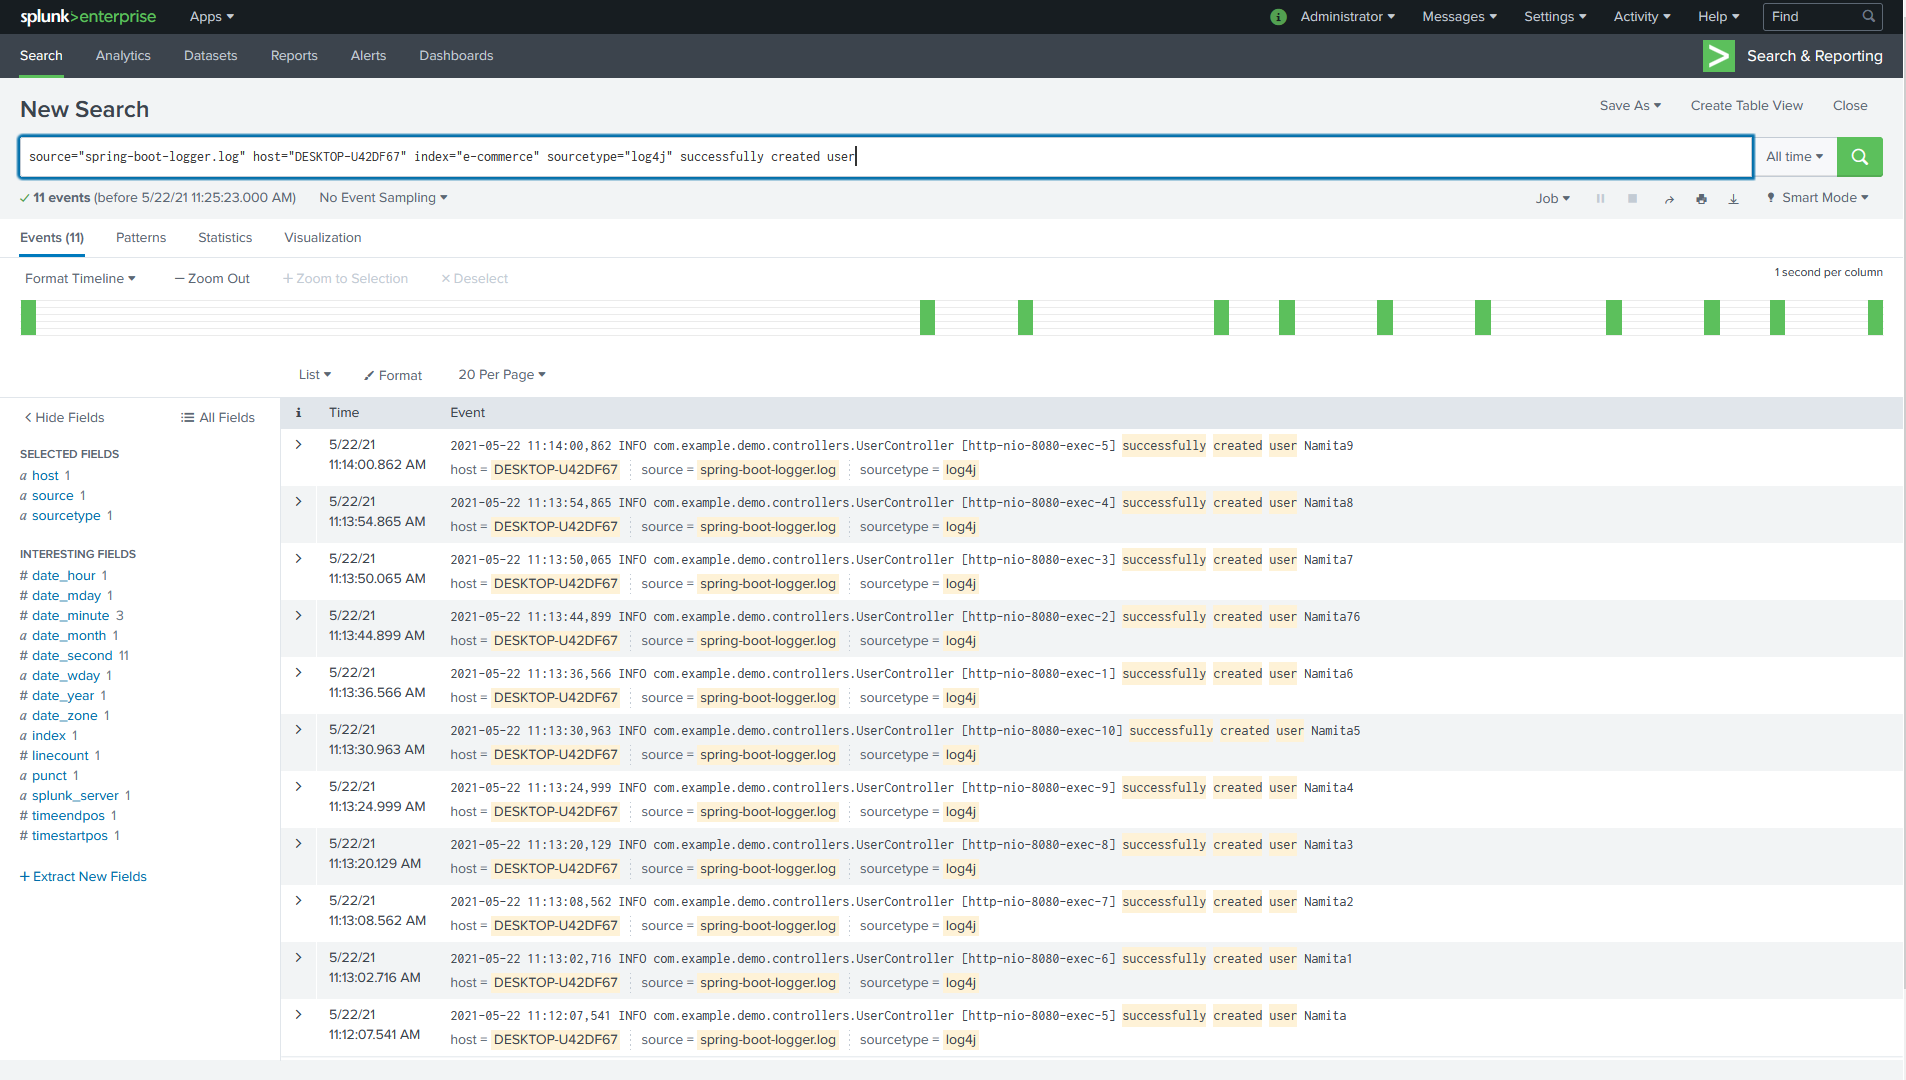 splunk>enterprise Apps Administrator Messages Settings Activity Help Find
Search Analytics Datasets Reports Alerts Dashboards Search & Reporting
New Search Save As Create Table View Close
source="spring-boot-logger.log" host="DESKTOP-U42DF67" index="e-commerce" sourcetype="log4j" successfully created user All time
11 events (before 5/22/21 11:25:23.000 AM) No Event Sampling Job Smart Mode
Events (11) Patterns Statistics Visualization
Format Timeline — Zoom Out + Zoom to Selection × Deselect 1 second per column
List Format 20 Per Page
< Hide Fields All Fields
SELECTED FIELDS
a host 1
a source 1
a sourcetype 1
INTERESTING FIELDS
# date_hour 1
# date_mday 1
# date_minute 3
a date_month 1
# date_second 11
a date_wday 1
# date_year 1
a date_zone 1
a index 1
# linecount 1
a punct 1
a splunk_server 1
# timeendpos 1
# timestartpos 1
+ Extract New Fields
i Time Event
5/22/21 2021-05-22 11:14:00,862 INFO com.example.demo.controllers.UserController [http-nio-8080-exec-5] successfully created user Namita9
11:14:00.862 AM host = DESKTOP-U42DF67 source = spring-boot-logger.log sourcetype = log4j
5/22/21 2021-05-22 11:13:54,865 INFO com.example.demo.controllers.UserController [http-nio-8080-exec-4] successfully created user Namita8
11:13:54.865 AM host = DESKTOP-U42DF67 source = spring-boot-logger.log sourcetype = log4j
5/22/21 2021-05-22 11:13:50,065 INFO com.example.demo.controllers.UserController [http-nio-8080-exec-3] successfully created user Namita7
11:13:50.065 AM host = DESKTOP-U42DF67 source = spring-boot-logger.log sourcetype = log4j
5/22/21 2021-05-22 11:13:44,899 INFO com.example.demo.controllers.UserController [http-nio-8080-exec-2] successfully created user Namita76
11:13:44.899 AM host = DESKTOP-U42DF67 source = spring-boot-logger.log sourcetype = log4j
5/22/21 2021-05-22 11:13:36,566 INFO com.example.demo.controllers.UserController [http-nio-8080-exec-1] successfully created user Namita6
11:13:36.566 AM host = DESKTOP-U42DF67 source = spring-boot-logger.log sourcetype = log4j
5/22/21 2021-05-22 11:13:30,963 INFO com.example.demo.controllers.UserController [http-nio-8080-exec-10] successfully created user Namita5
11:13:30.963 AM host = DESKTOP-U42DF67 source = spring-boot-logger.log sourcetype = log4j
5/22/21 2021-05-22 11:13:24,999 INFO com.example.demo.controllers.UserController [http-nio-8080-exec-9] successfully created user Namita4
11:13:24.999 AM host = DESKTOP-U42DF67 source = spring-boot-logger.log sourcetype = log4j
5/22/21 2021-05-22 11:13:20,129 INFO com.example.demo.controllers.UserController [http-nio-8080-exec-8] successfully created user Namita3
11:13:20.129 AM host = DESKTOP-U42DF67 source = spring-boot-logger.log sourcetype = log4j
5/22/21 2021-05-22 11:13:08,562 INFO com.example.demo.controllers.UserController [http-nio-8080-exec-7] successfully created user Namita2
11:13:08.562 AM host = DESKTOP-U42DF67 source = spring-boot-logger.log sourcetype = log4j
5/22/21 2021-05-22 11:13:02,716 INFO com.example.demo.controllers.UserController [http-nio-8080-exec-6] successfully created user Namita1
11:13:02.716 AM host = DESKTOP-U42DF67 source = spring-boot-logger.log sourcetype = log4j
5/22/21 2021-05-22 11:12:07,541 INFO com.example.demo.controllers.UserController [http-nio-8080-exec-5] successfully created user Namita
11:12:07.541 AM host = DESKTOP-U42DF67 source = spring-boot-logger.log sourcetype = log4j